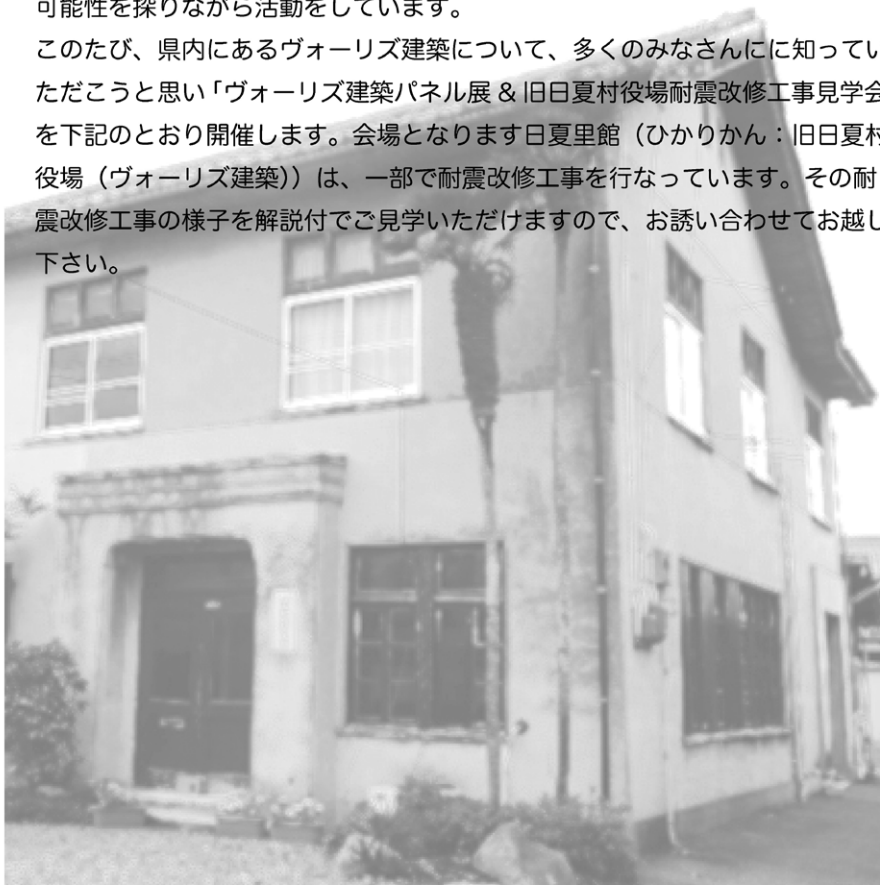 可能性を探りながら活動をしています。
このたび、県内にあるヴォーリズ建築について、多くのみなさんにに知ってい
ただこうと思い「ヴォーリズ建築パネル展 & 旧日夏村役場耐震改修工事見学会
を下記のとおり開催します。会場となります日夏里館（ひかりかん：旧日夏村
役場（ヴォーリズ建築））は、一部で耐震改修工事を行なっています。その耐
震改修工事の様子を解説付でご見学いただけますので、お誘い合わせてお越し
下さい。